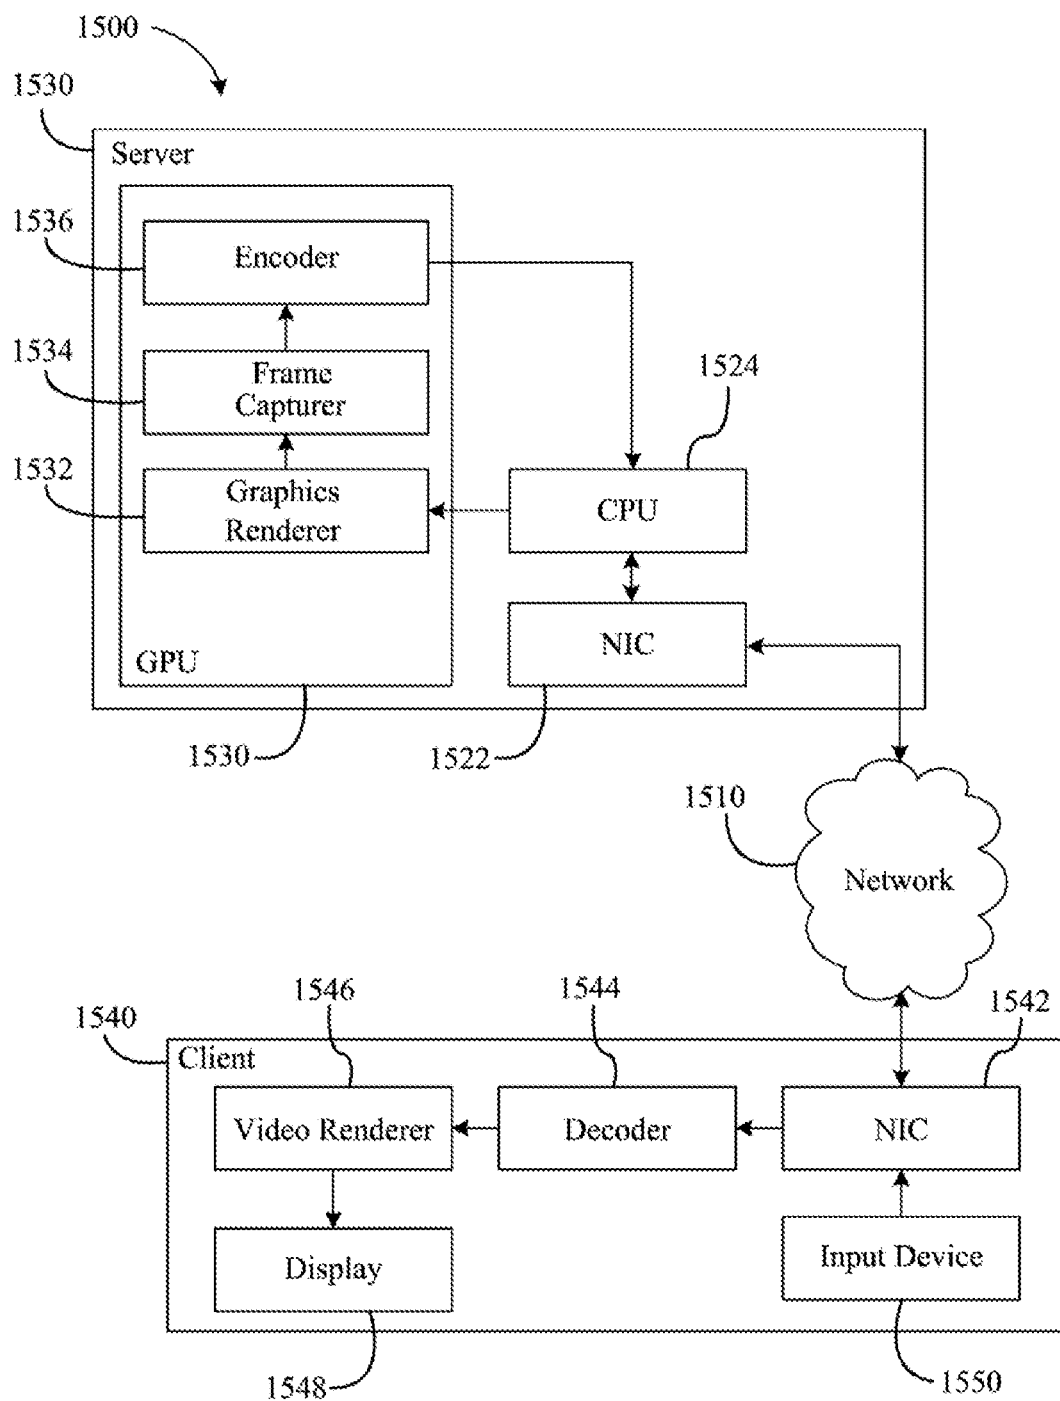 1500
1530
Server
1536
Encoder
1534
Frame
Capturer
1524
1532
Graphics
Renderer
CPU
NIC
GPU
1530
1522
1510
Network
1546
1544
1542
1540
Client
Video Renderer
Decoder
NIC
Display
Input Device
1548
1550